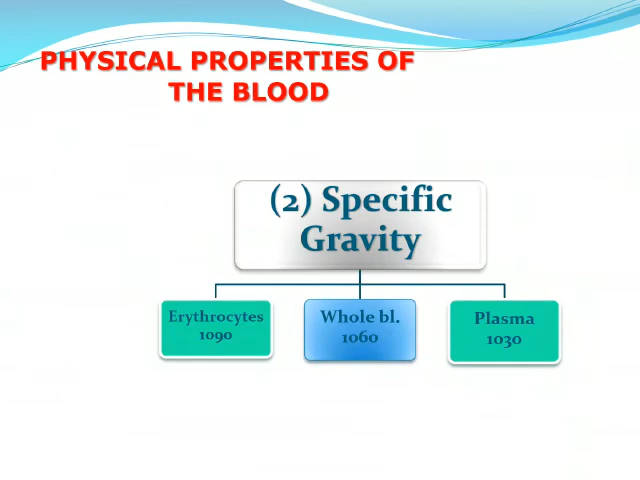 PHYSICAL PROPERTIES OF
THE BLOOD
(2) Specific
Gravity
Erythrocytes
1090
Whole bl.
1060
Plasma
1030